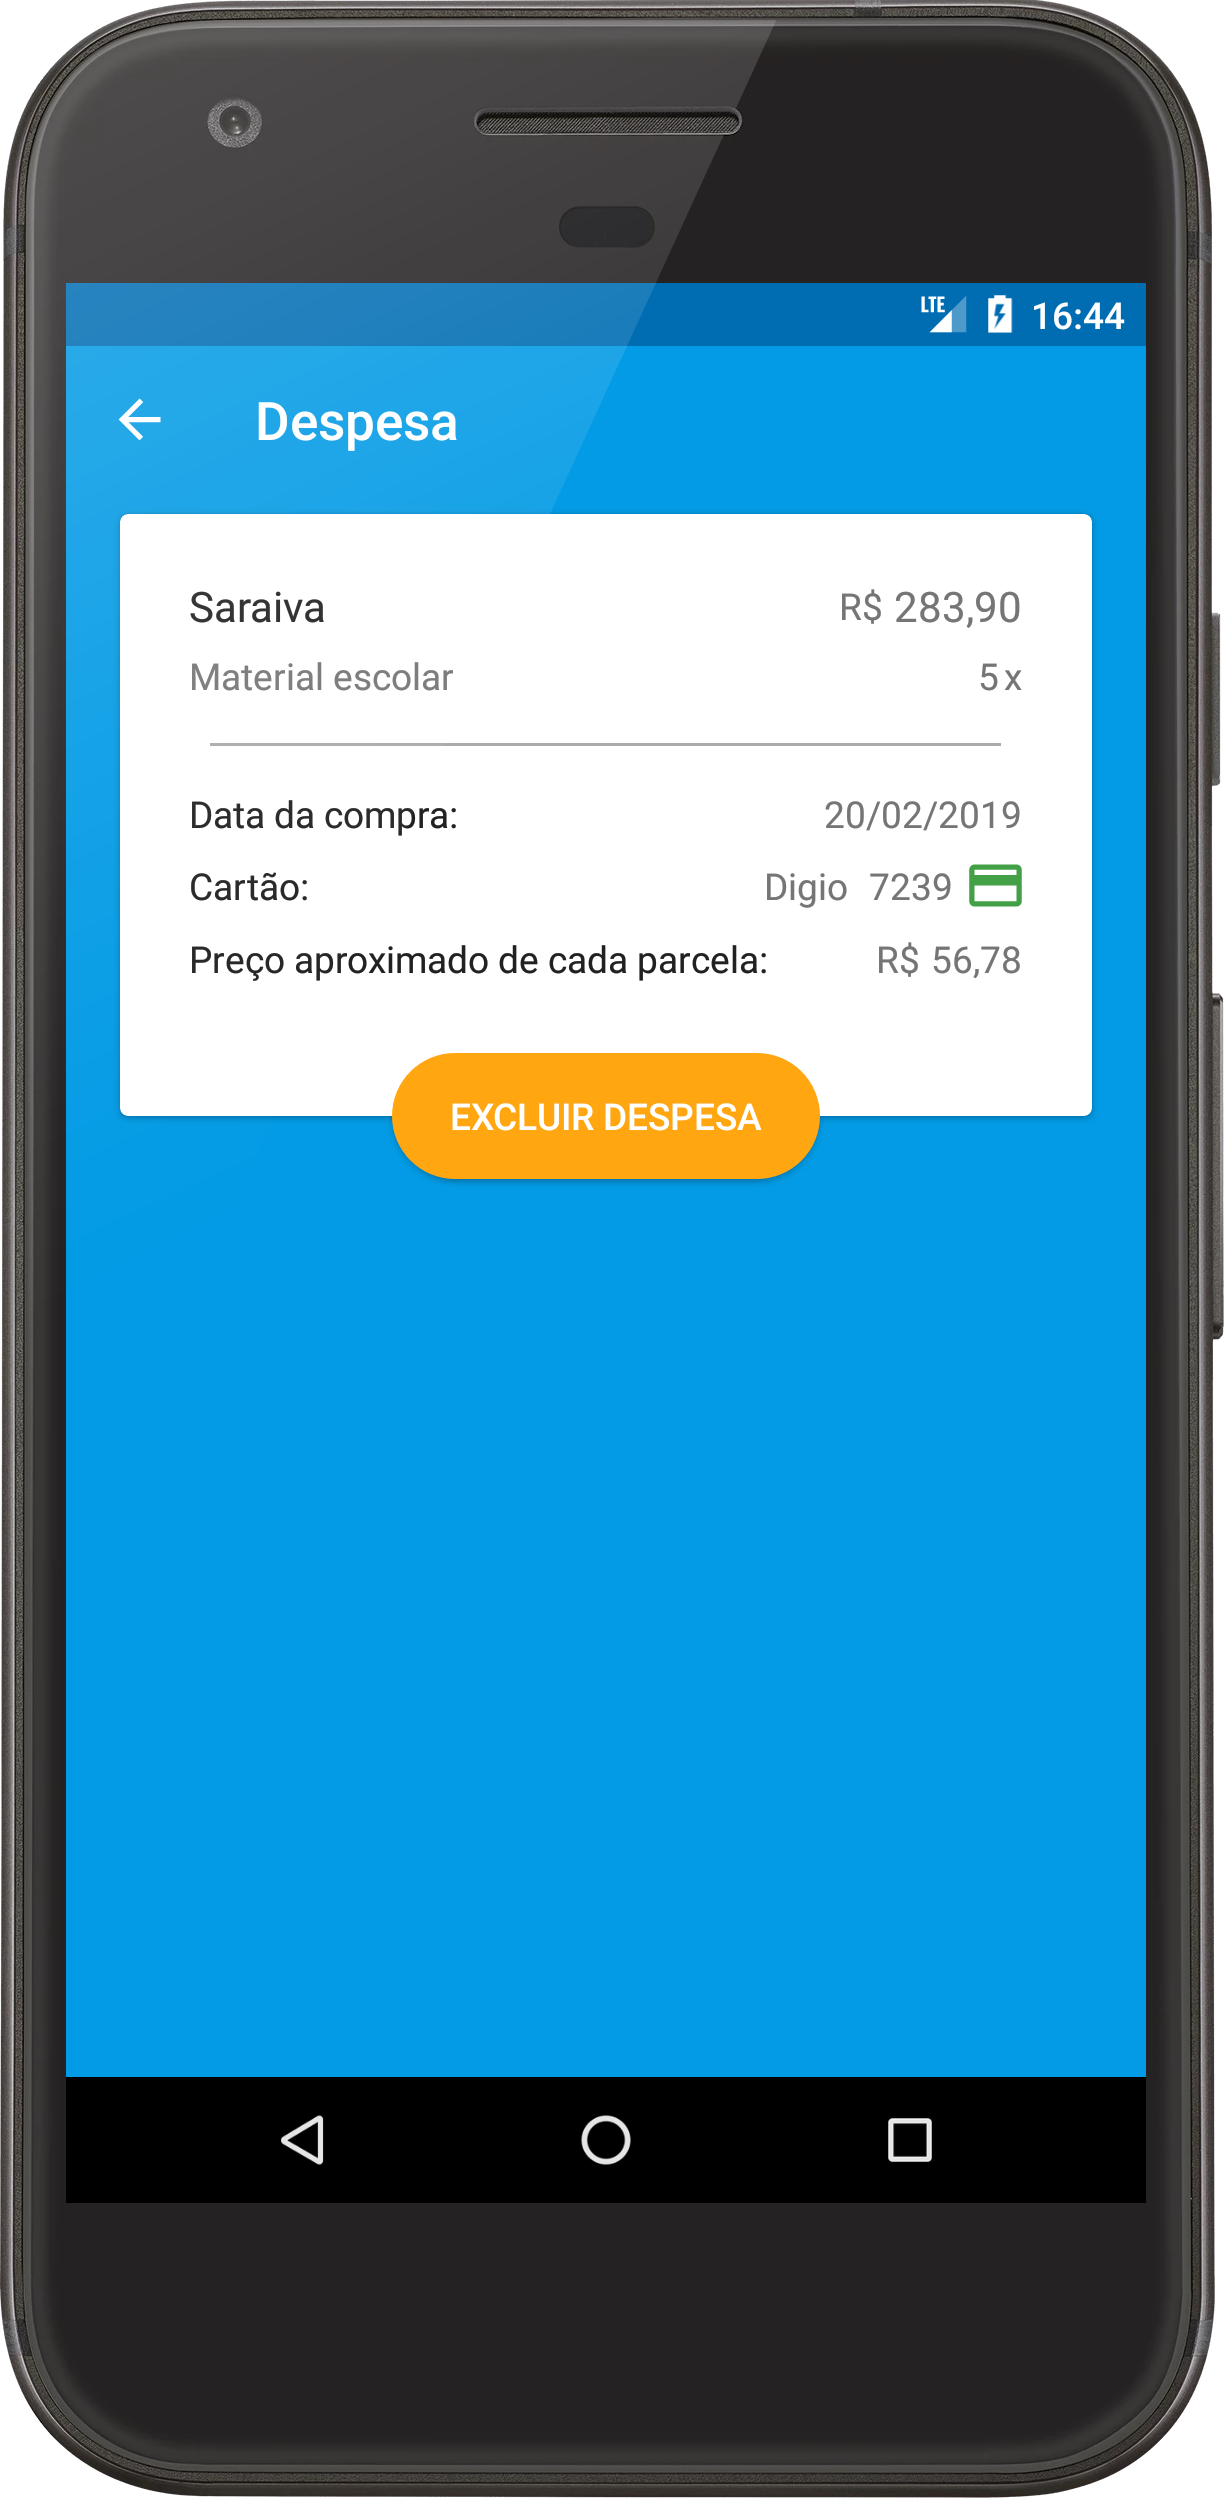 LTE 16:44
Despesa
Saraiva R$ 283,90
Material escolar 5 x
Data da compra: 20/02/2019
Cartão: Digio 7239
Preço aproximado de cada parcela: R$ 56,78
EXCLUIR DESPESA